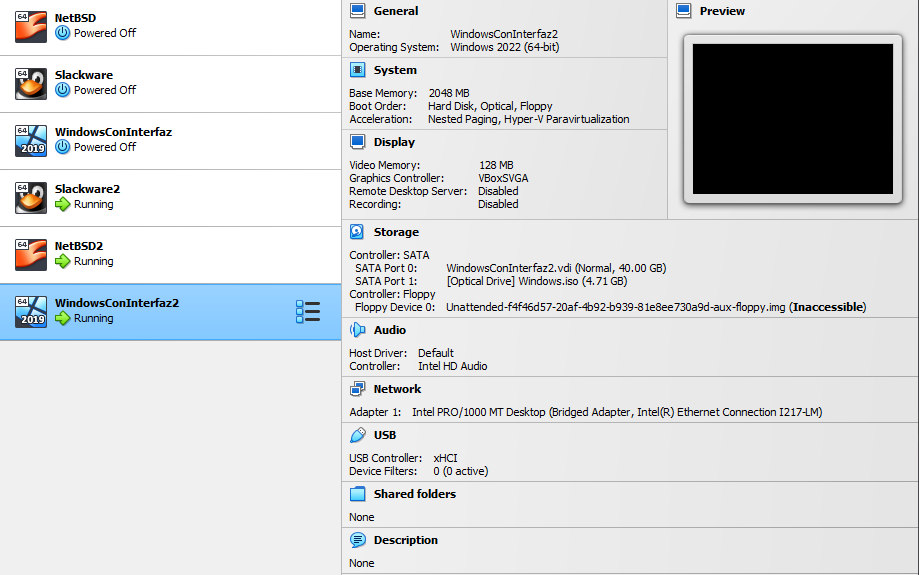 64
NetBSD
Powered Off
64
Slackware
Powered Off
64
2019
WindowsConInterfaz
Powered Off
64
Slackware2
Running
64
NetBSD2
Running
64
2019
WindowsConInterfaz2
Running
General
Name: WindowsConInterfaz2
Operating System: Windows 2022 (64-bit)
System
Base Memory: 2048 MB
Boot Order: Hard Disk, Optical, Floppy
Acceleration: Nested Paging, Hyper-V Paravirtualization
Display
Video Memory: 128 MB
Graphics Controller: VBoxSVGA
Remote Desktop Server: Disabled
Recording: Disabled
Preview
Storage
Controller: SATA
SATA Port 0: WindowsConInterfaz2.vdi (Normal, 40.00 GB)
SATA Port 1: [Optical Drive] Windows.iso (4.71 GB)
Controller: Floppy
Floppy Device 0: Unattended-f4f46d57-20af-4b92-b939-81e8ee730a9d-aux-floppy.img (Inaccessible)
Audio
Host Driver: Default
Controller: Intel HD Audio
Network
Adapter 1: Intel PRO/1000 MT Desktop (Bridged Adapter, Intel(R) Ethernet Connection I217-LM)
USB
USB Controller: xHCI
Device Filters: 0 (0 active)
Shared folders
None
Description
None